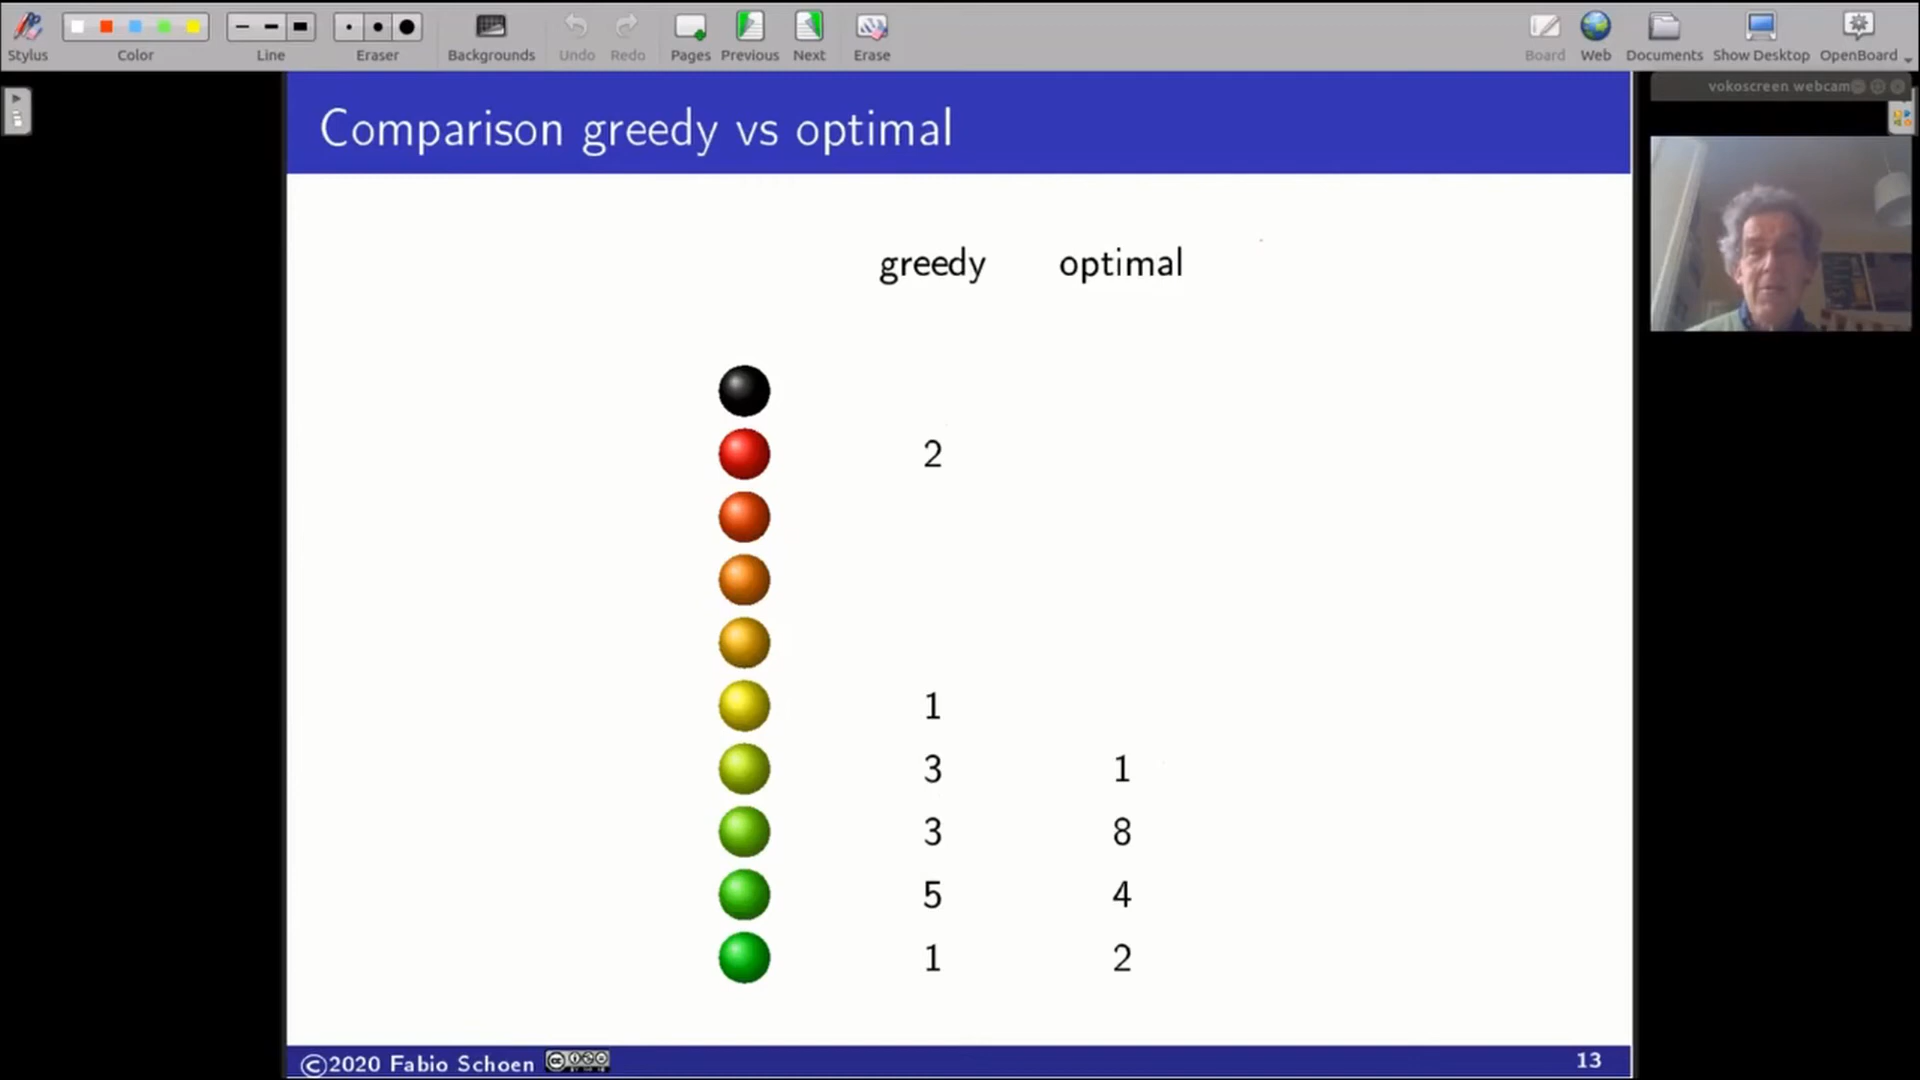 Stylus Color Line Eraser Backgrounds Undo Redo Pages Previous Next Erase Board Web Documents Show Desktop OpenBoard
vokoscreen webcam
Comparison greedy vs optimal
greedy optimal
2
1
3 1
3 8
5 4
1 2
©2020 Fabio Schoen 13